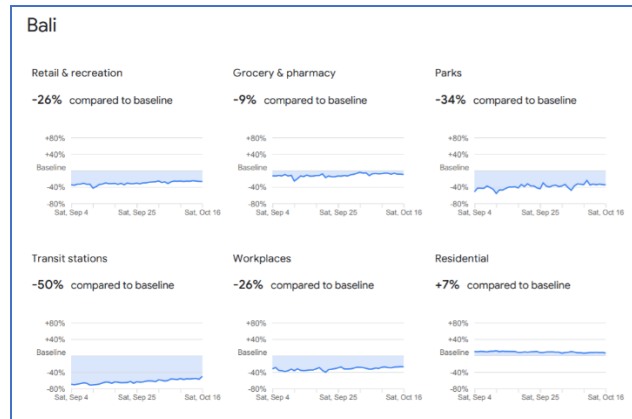 Bali
Retail & recreation
-26% compared to baseline
+80%
+40%
Baseline
-40%
-80%
Sat, Sep 4 Sat, Sep 25 Sat, Oct 16
Grocery & pharmacy
-9% compared to baseline
+80%
+40%
Baseline
-40%
-80%
Sat, Sep 4 Sat, Sep 25 Sat, Oct 16
Parks
-34% compared to baseline
+80%
+40%
Baseline
-40%
-80%
Sat, Sep 4 Sat, Sep 25 Sat, Oct 16
Transit stations
-50% compared to baseline
+80%
+40%
Baseline
-40%
-80%
Sat, Sep 4 Sat, Sep 25 Sat, Oct 16
Workplaces
-26% compared to baseline
+80%
+40%
Baseline
-40%
-80%
Sat, Sep 4 Sat, Sep 25 Sat, Oct 16
Residential
+7% compared to baseline
+80%
+40%
Baseline
-40%
-80%
Sat, Sep 4 Sat, Sep 25 Sat, Oct 16